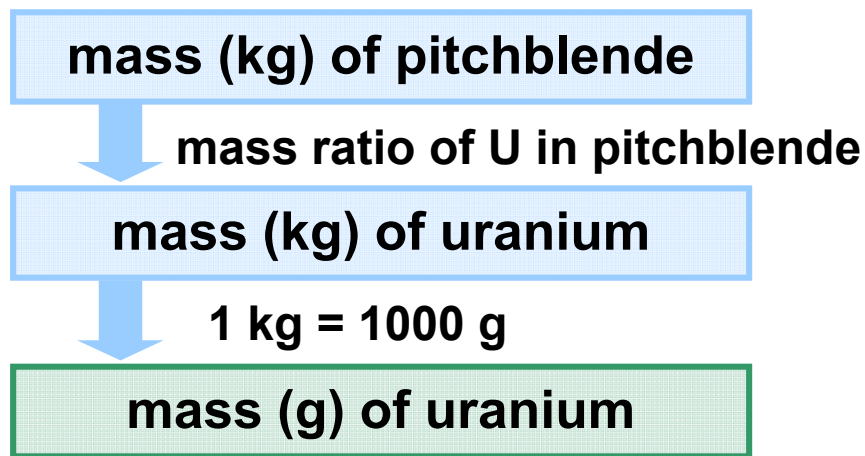 mass (kg) of pitchblende
mass ratio of U in pitchblende
mass (kg) of uranium
1 kg = 1000 g
mass (g) of uranium